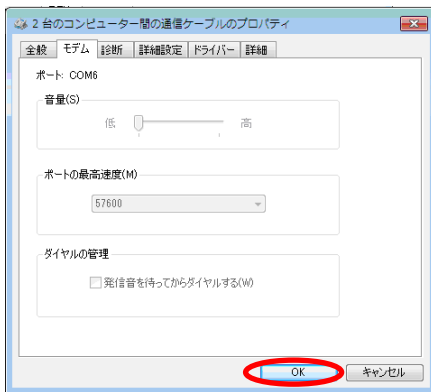 2 台のコンピューター間の通信ケーブルのプロパティ
全般 モデム 診断 詳細設定 ドライバー 詳細
ポート: COM6
音量(S)
低 高
ポートの最高速度(M)
57600
ダイヤルの管理
発信音を待ってからダイヤルする(W)
OK キャンセル